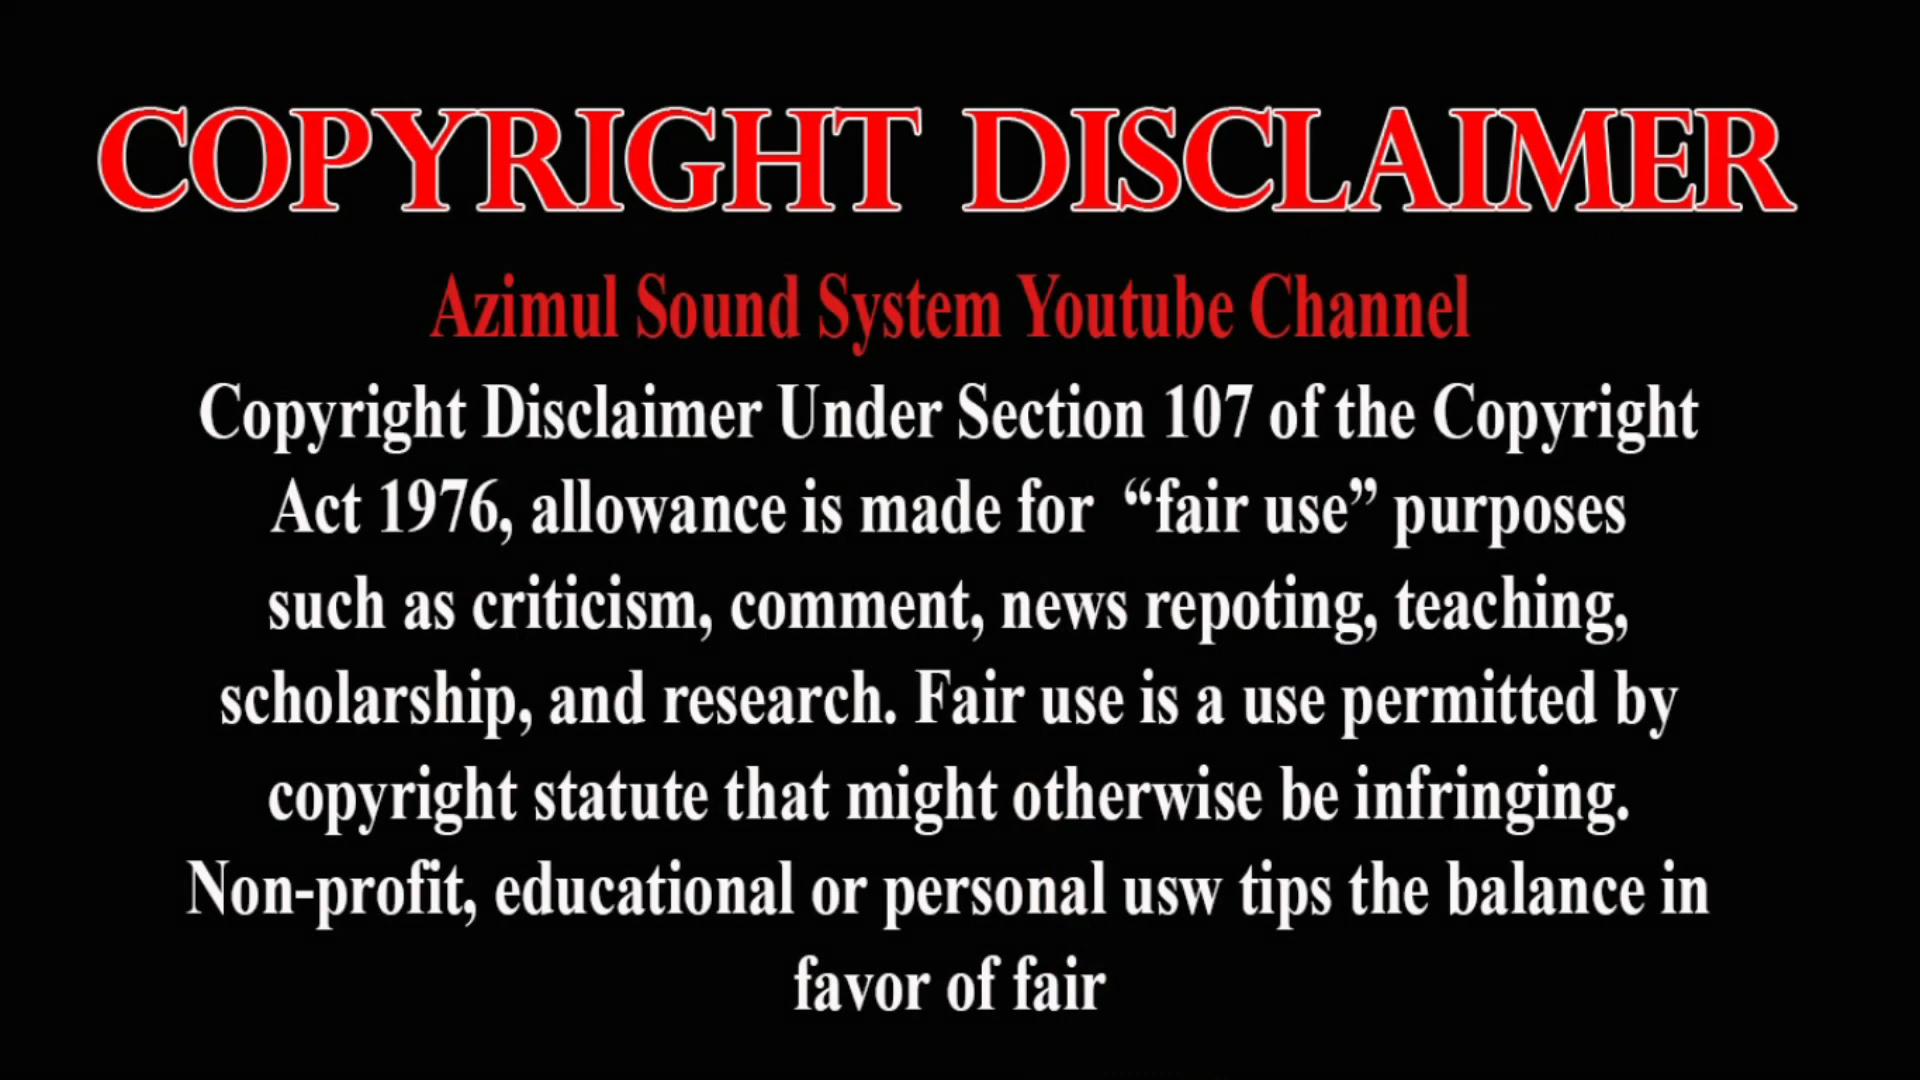 COPYRIGHT DISCLAIMER
Azimul Sound System Youtube Channel
Copyright Disclaimer Under Section 107 of the Copyright
Act 1976, allowance is made for “fair use” purposes
such as criticism, comment, news repoting, teaching,
scholarship, and research. Fair use is a use permitted by
copyright statute that might otherwise be infringing.
Non-profit, educational or personal usw tips the balance in
favor of fair